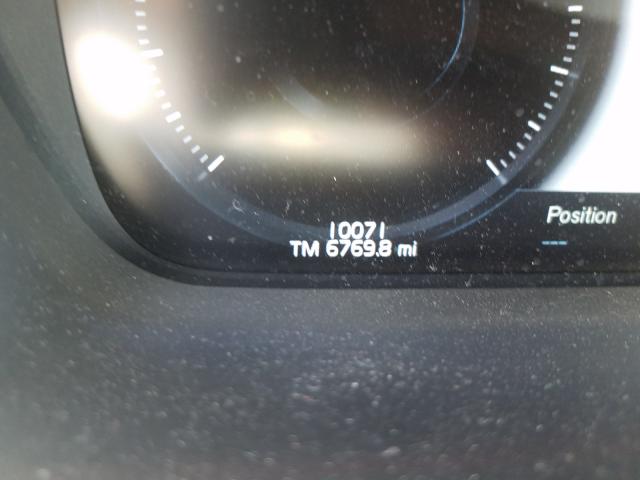 10071
TM 6769.8 mi
Position
---